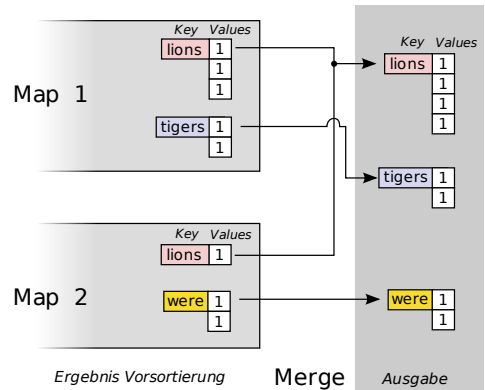 Key Values
lions 1
1
1
Map 1
tigers 1
1
Key Values
lions 1
Map 2
were 1
1
Ergebnis Vorsortierung
Merge
Key Values
lions 1
1
1
1
tigers 1
1
were 1
1
Ausgabe